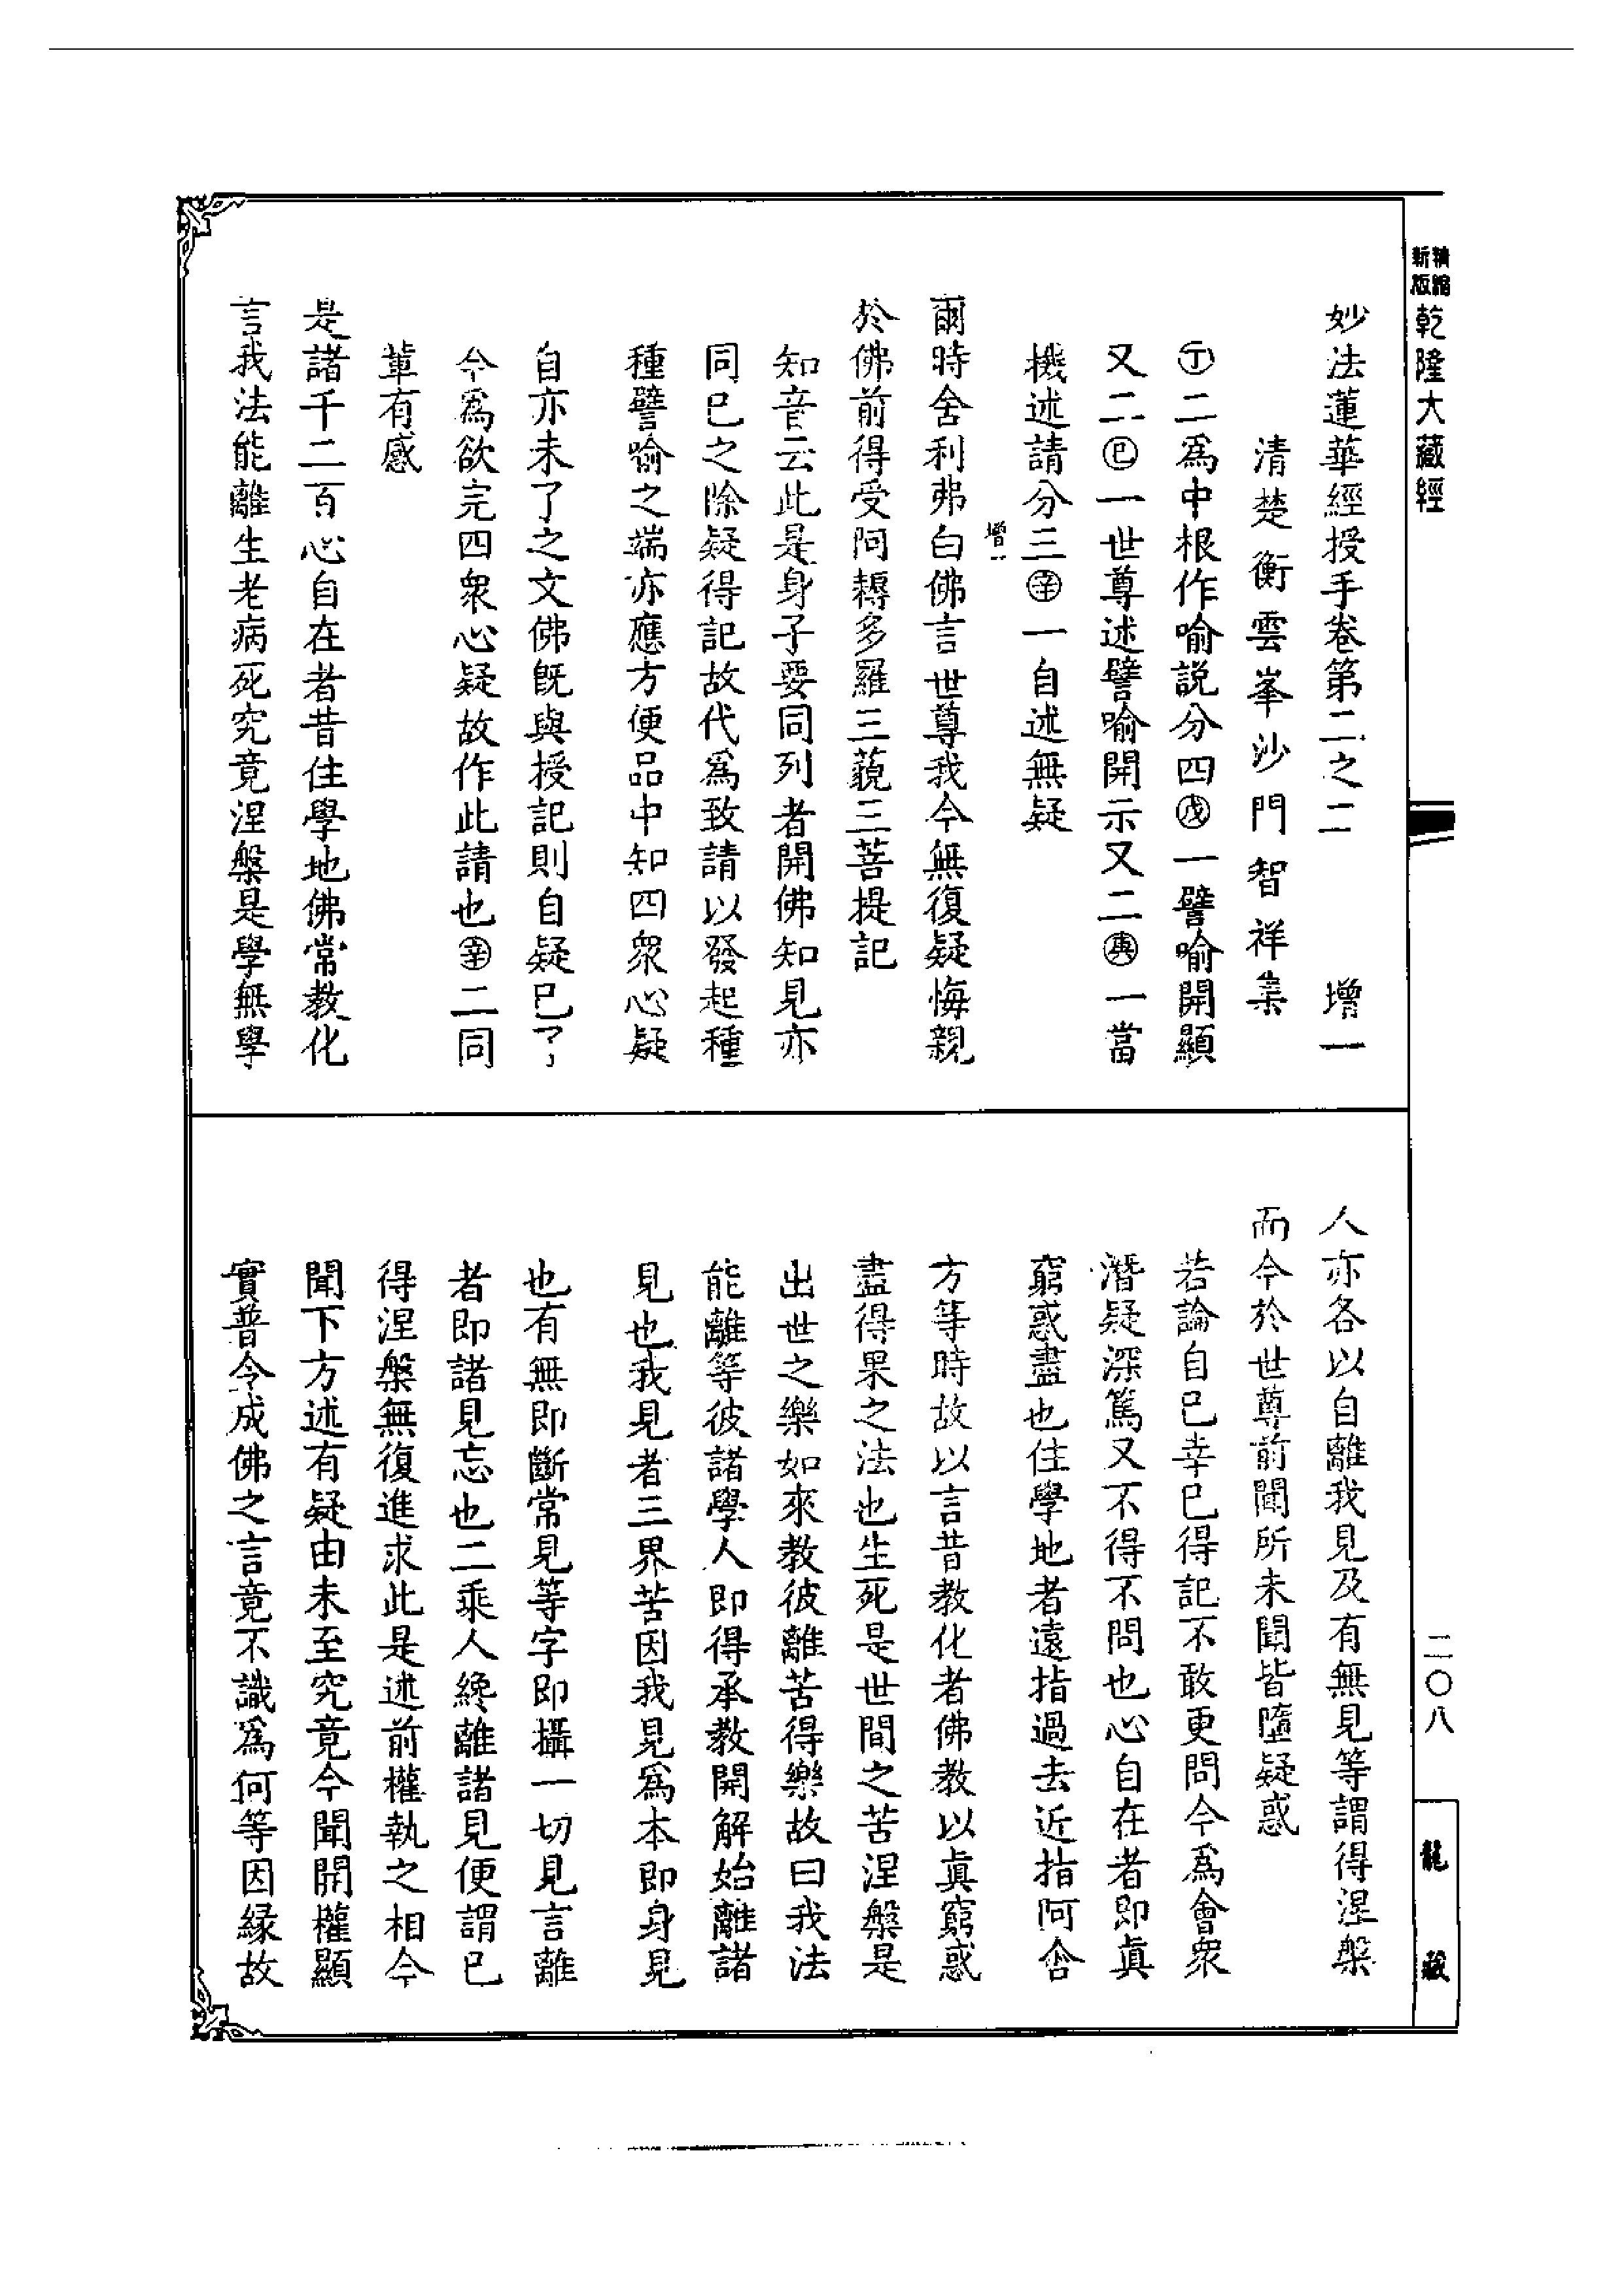 新版精縮 乾隆大藏經
妙法蓮華經授手卷第二之二 增一
清楚衡雲峯沙門智祥集
㊀丁二爲中根作喻說分四戊一譬喻開顯
又二己一世尊述譬喻開示又二庚一當
機述請分三辛一自述無疑
增一
爾時舍利弗白佛言世尊我今無復疑悔親
於佛前得受阿耨多羅三藐三菩提記
知音云此是身子要同列者開佛知見亦
同已之除疑得記故代爲致請以發起種
種譬喻之端亦應方便品中知四衆心疑
自亦未了之文佛旣與授記則自疑已了
今爲欲完四衆心疑故作此請也辛二同
輩有感
是諸千二百心自在者昔住學地佛常教化
言我法能離生老病死究竟涅槃是學無學
人亦各以自離我見及有無見等謂得涅槃
而今於世尊前聞所未聞皆墮疑惑
若論自已幸已得記不敢更問今爲會衆
潛疑深篤又不得不問也心自在者即眞
窮惑盡也住學地者遠指過去近指阿含
方等時故以言昔教化者佛教以眞窮惑
盡得果之法也生死是世間之苦涅槃是
出世之樂如來教彼離苦得樂故曰我法
能離等彼諸學人即得承教開解始離諸
見也我見者三界苦因我見爲本即身見
也有無即斷常見等字即攝一切見言離
者即諸見忘也二乘人纔離諸見便謂已
得涅槃無復進求此是述前權執之相今
聞下方述有疑由未至究竟今聞開權顯
實普令成佛之言竟不識爲何等因緣故
二〇八
龍藏